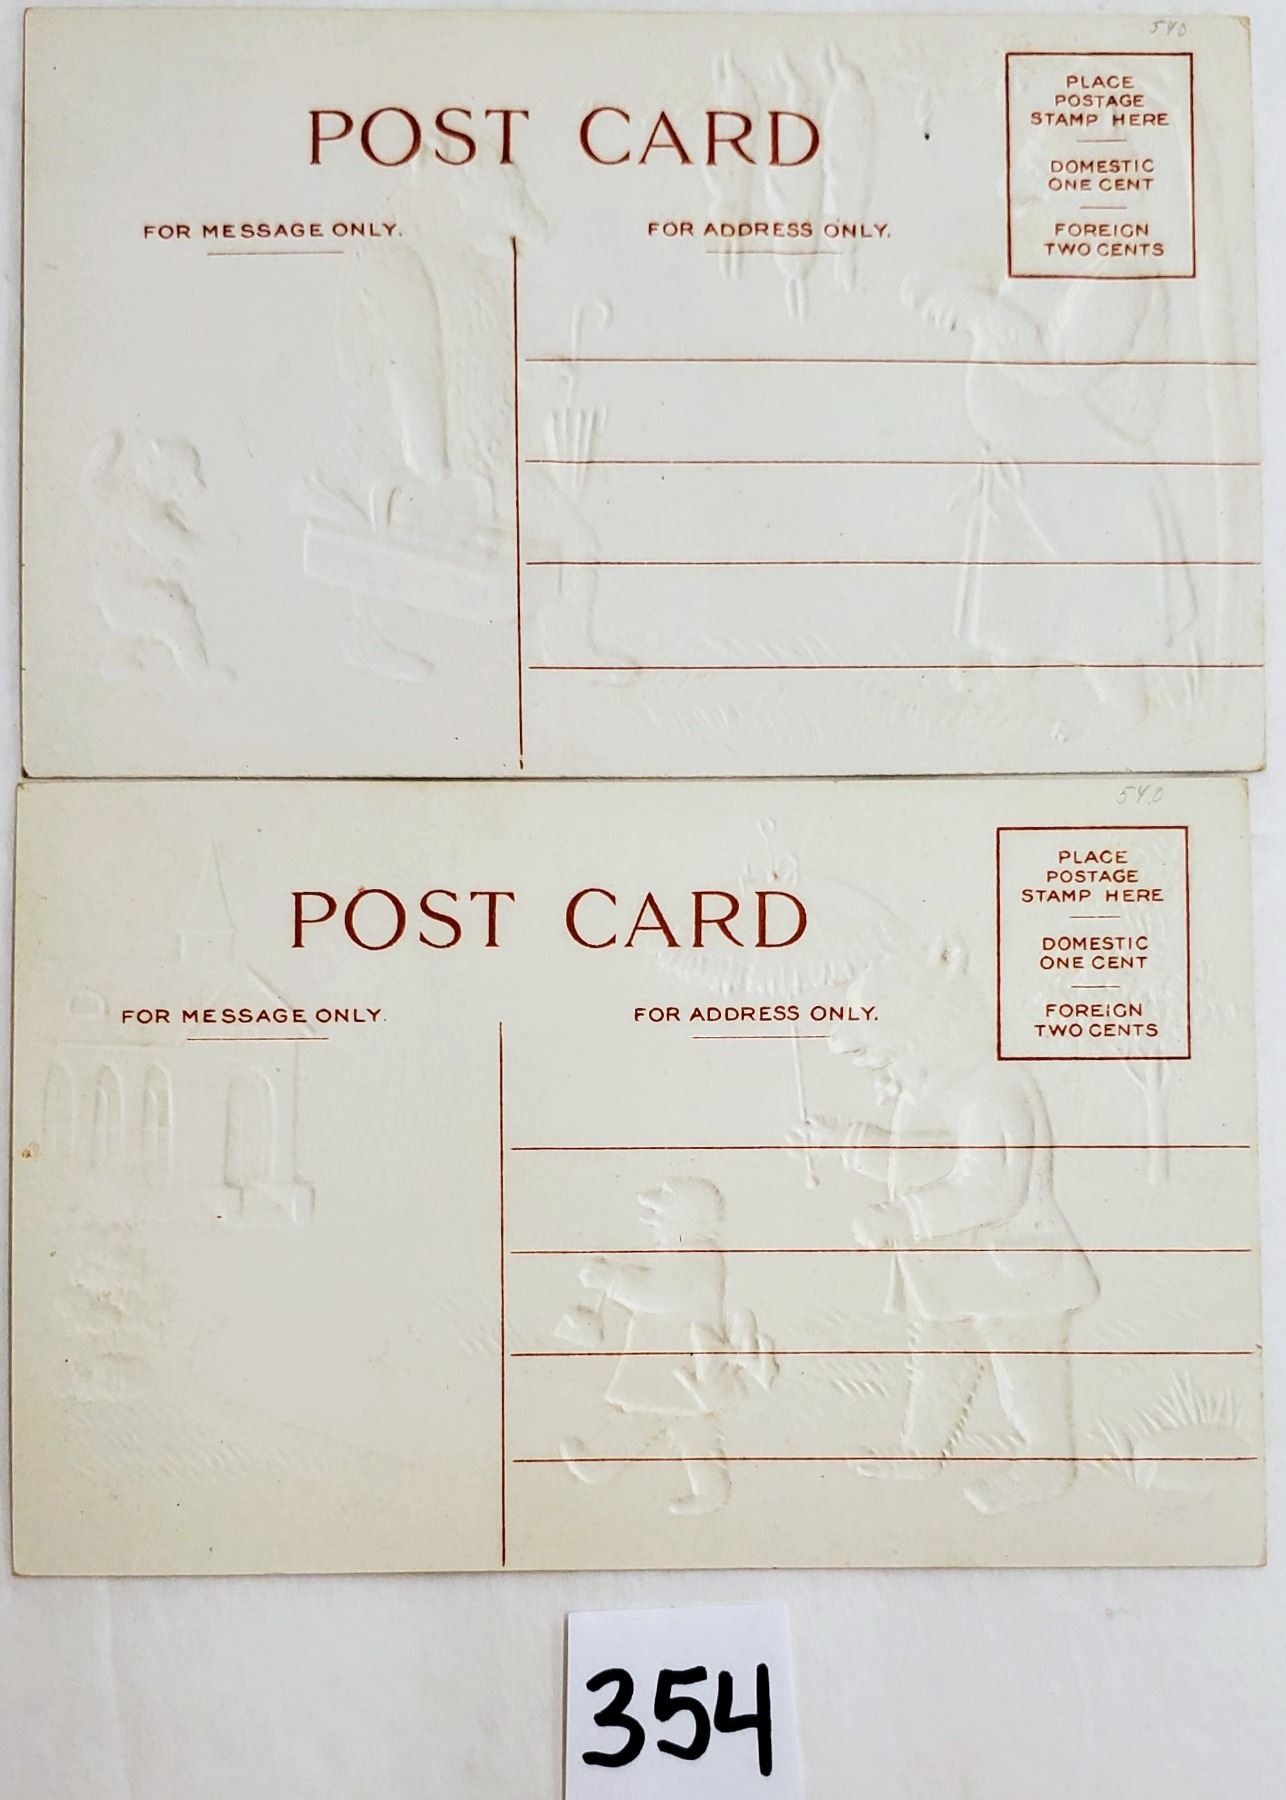 540
POST CARD
PLACE
POSTAGE
STAMP HERE
DOMESTIC
ONE CENT
FOREIGN
TWO CENTS
FOR MESSAGE ONLY.
FOR ADDRESS ONLY.
540
POST CARD
PLACE
POSTAGE
STAMP HERE
DOMESTIC
ONE CENT
FOREIGN
TWO CENTS
FOR MESSAGE ONLY.
FOR ADDRESS ONLY.
354